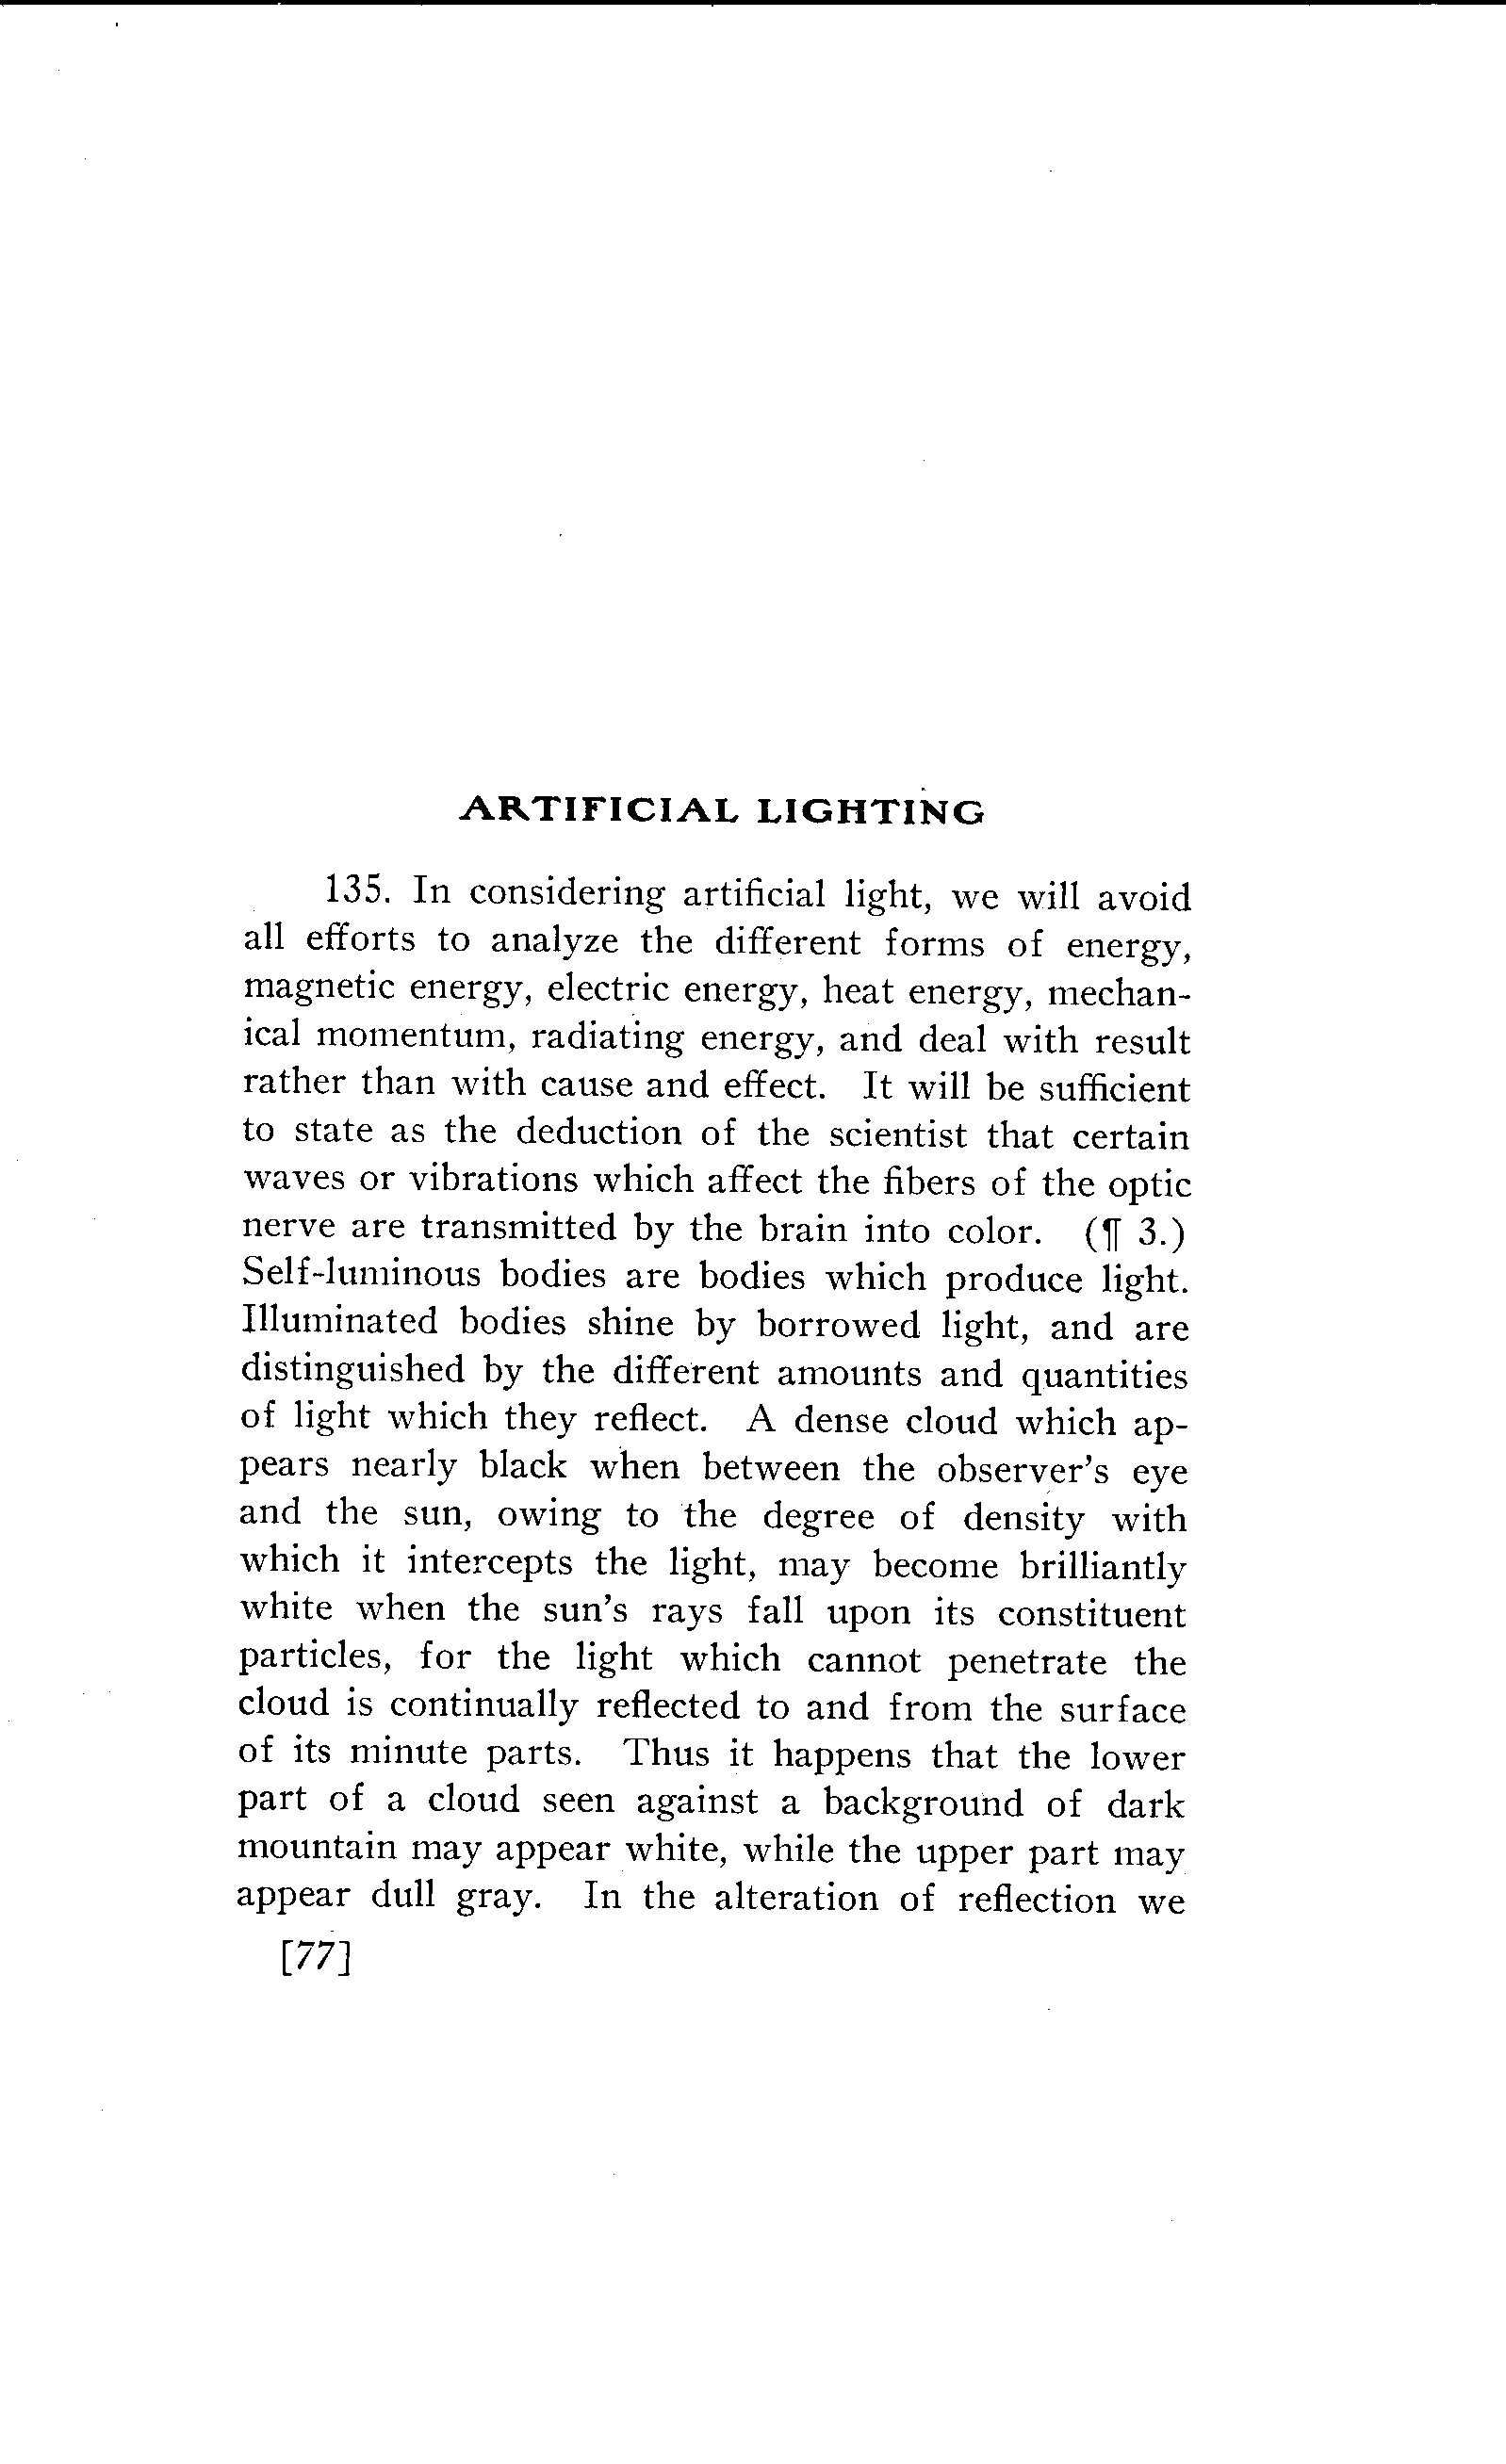 ARTIFICIAL LIGHTING
135. In considering artificial light, we will avoid
all efforts to analyze the different forms of energy,
magnetic energy, electric energy, heat energy, mechan-
ical momentum, radiating energy, and deal with result
rather than with cause and effect. It will be sufficient
to state as the deduction of the scientist that certain
waves or vibrations which affect the fibers of the optic
nerve are transmitted by the brain into color. (¶ 3.)
Self-luminous bodies are bodies which produce light.
Illuminated bodies shine by borrowed light, and are
distinguished by the different amounts and quantities
of light which they reflect. A dense cloud which ap-
pears nearly black when between the observer's eye
and the sun, owing to the degree of density with
which it intercepts the light, may become brilliantly
white when the sun's rays fall upon its constituent
particles, for the light which cannot penetrate the
cloud is continually reflected to and from the surface
of its minute parts. Thus it happens that the lower
part of a cloud seen against a background of dark
mountain may appear white, while the upper part may
appear dull gray. In the alteration of reflection we
[77]